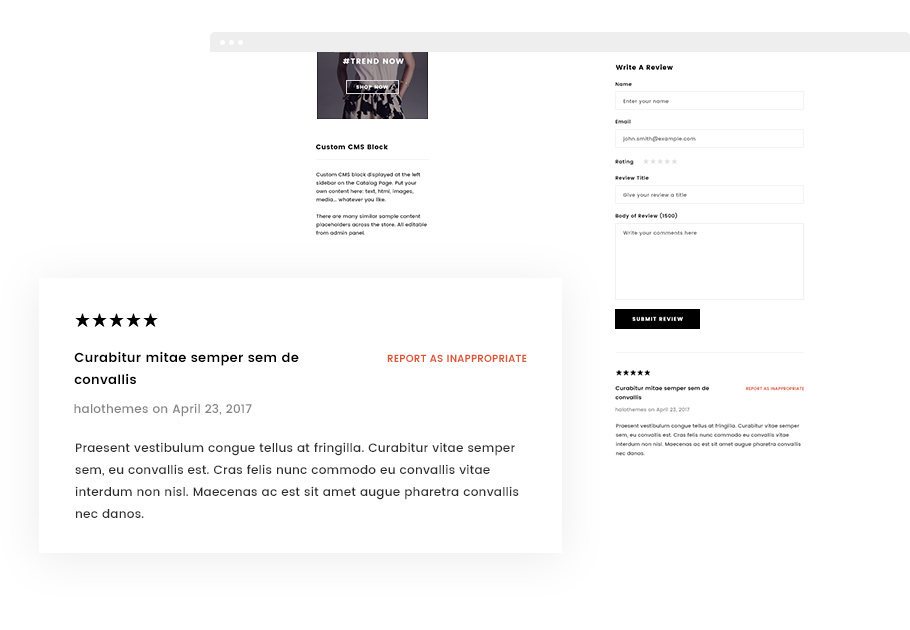 #TREND NOW
SHOP NOW
Custom CMS Block
Custom CMS block displayed at the left
sidebar on the Catalog Page. Put your
own content here: text, html, images,
media... whatever you like.
There are many similar sample content
placeholders across the store. All editable
from admin panel.
Write A Review
Name
Enter your name
Email
john.smith@example.com
Rating
Review Title
Give your review a title
Body of Review (1500)
Write your comments here
SUBMIT REVIEW
★★★★★
Curabitur mitae semper sem de
convallis
REPORT AS INAPPROPRIATE
halothemes on April 23, 2017
Praesent vestibulum congue tellus at fringilla. Curabitur vitae semper
sem, eu convallis est. Cras felis nunc commodo eu convallis vitae
interdum non nisl. Maecenas ac est sit amet augue pharetra convallis
nec danos.
★★★★★
Curabitur mitae semper sem de
convallis
REPORT AS INAPPROPRIATE
halothemes on April 23, 2017
Praesent vestibulum congue tellus at fringilla. Curabitur vitae semper
sem, eu convallis est. Cras felis nunc commodo eu convallis vitae
interdum non nisl. Maecenas ac est sit amet augue pharetra convallis
nec danos.